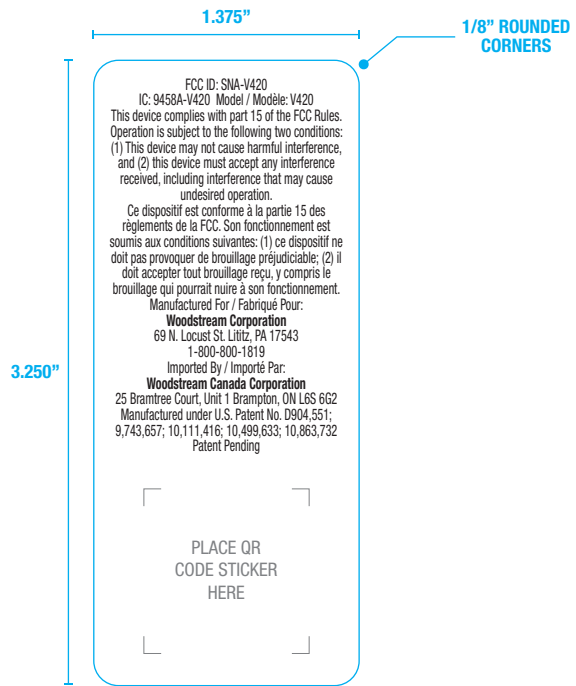 1.375”
1/8” ROUNDED
CORNERS
3.250”
FCC ID: SNA-V420
IC: 9458A-V420 Model / Modèle: V420
This device complies with part 15 of the FCC Rules.
Operation is subject to the following two conditions:
(1) This device may not cause harmful interference,
and (2) this device must accept any interference
received, including interference that may cause
undesired operation.
Ce dispositif est conforme à la partie 15 des
règlements de la FCC. Son fonctionnement est
soumis aux conditions suivantes: (1) ce dispositif ne
doit pas provoquer de brouillage préjudiciable; (2) il
doit accepter tout brouillage reçu, y compris le
brouillage qui pourrait nuire à son fonctionnement.
Manufactured For / Fabriqué Pour:
Woodstream Corporation
69 N. Locust St. Lititz, PA 17543
1-800-800-1819
Imported By / Importé Par:
Woodstream Canada Corporation
25 Bramtree Court, Unit 1 Brampton, ON L6S 6G2
Manufactured under U.S. Patent No. D904,551;
9,743,657; 10,111,416; 10,499,633; 10,863,732
Patent Pending
PLACE QR
CODE STICKER
HERE